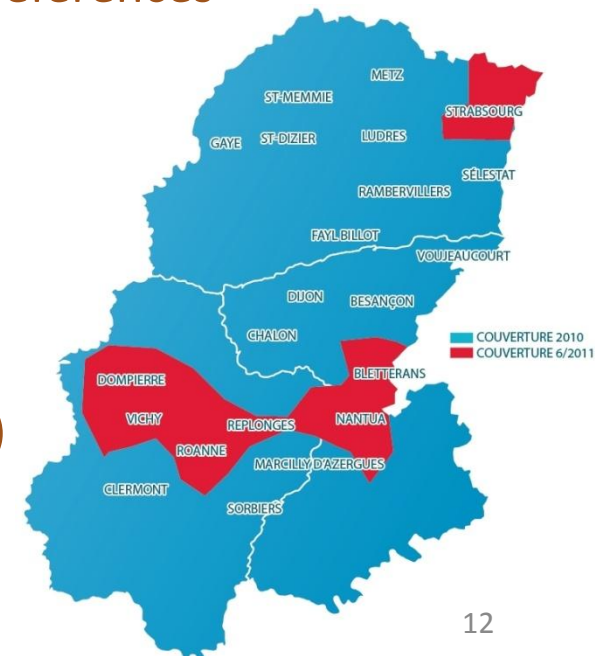 METZ
ST-MEMMIE
STRABSOURG
GAYE ST-DIZIER LUDRES
SÉLESTAT
RAMBERVILLERS
FAYL BILLOT
VOUJEAUCOURT
DIJON BESANÇON
CHALON
COUVERTURE 2010
COUVERTURE 6/2011
BLETTERANS
DOMPIERRE
VICHY REPLONGES NANTUA
ROANNE
MARCILLY D'AZERGUES
CLERMONT
SORBIERS
)
12